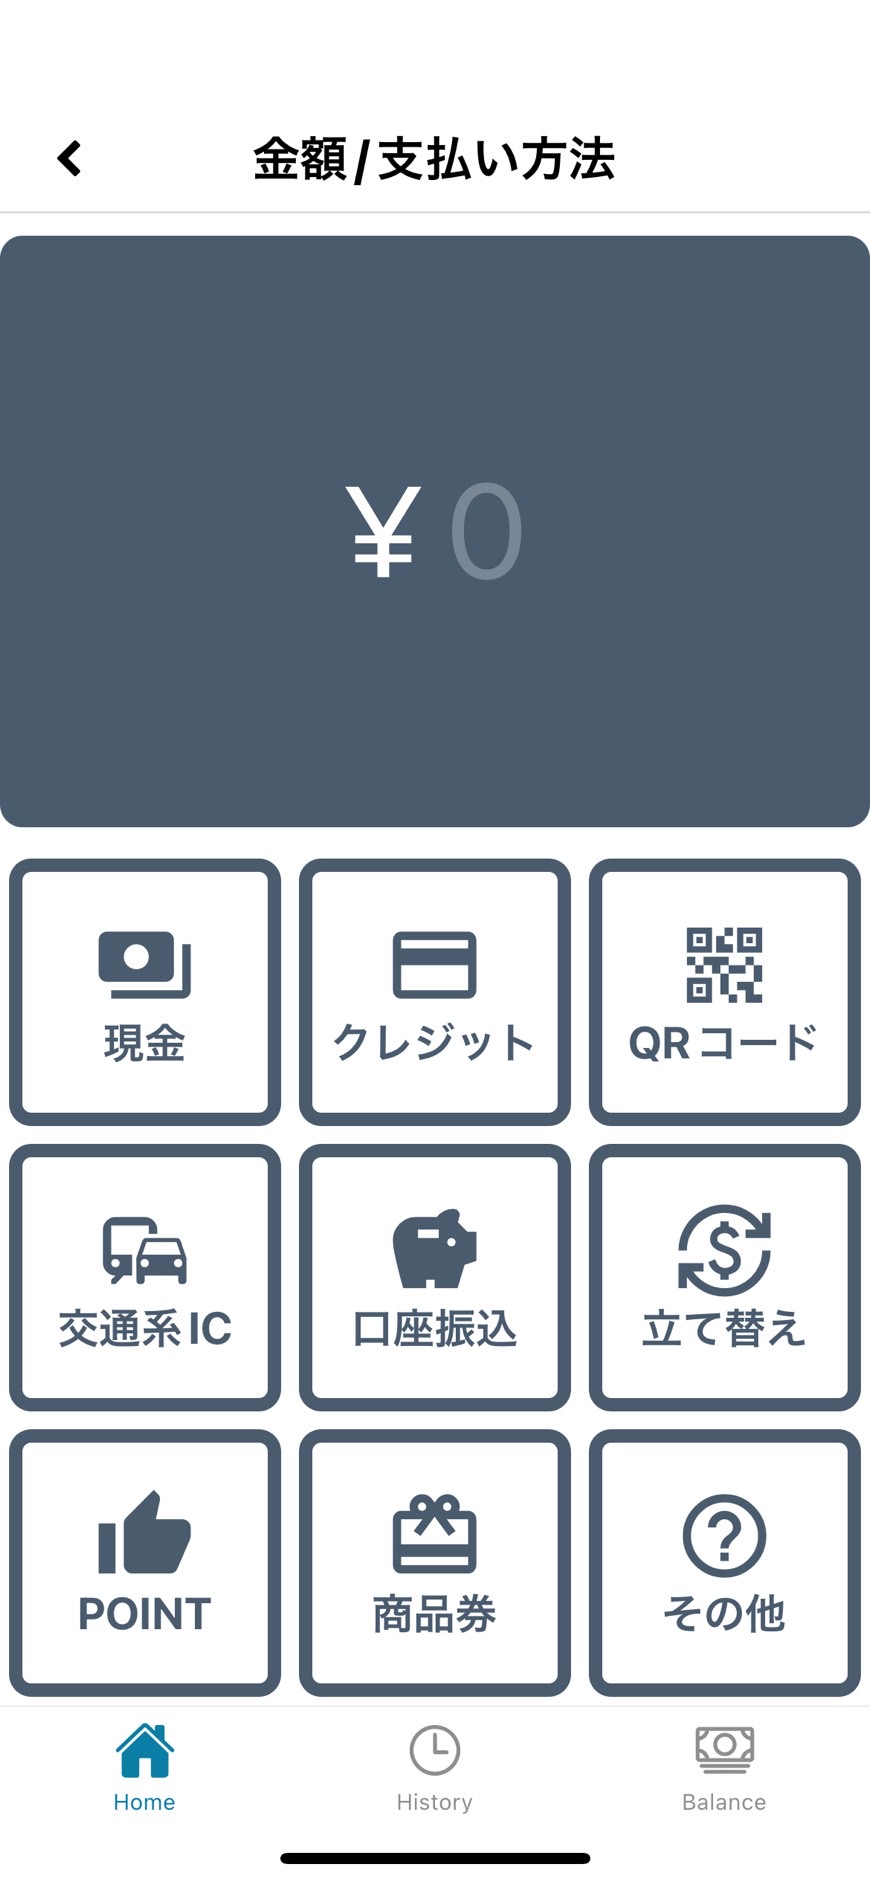 金額/支払い方法
¥ 0
現金
クレジット
QRコード
交通系IC
口座振込
立て替え
POINT
商品券
その他
Home
History
Balance